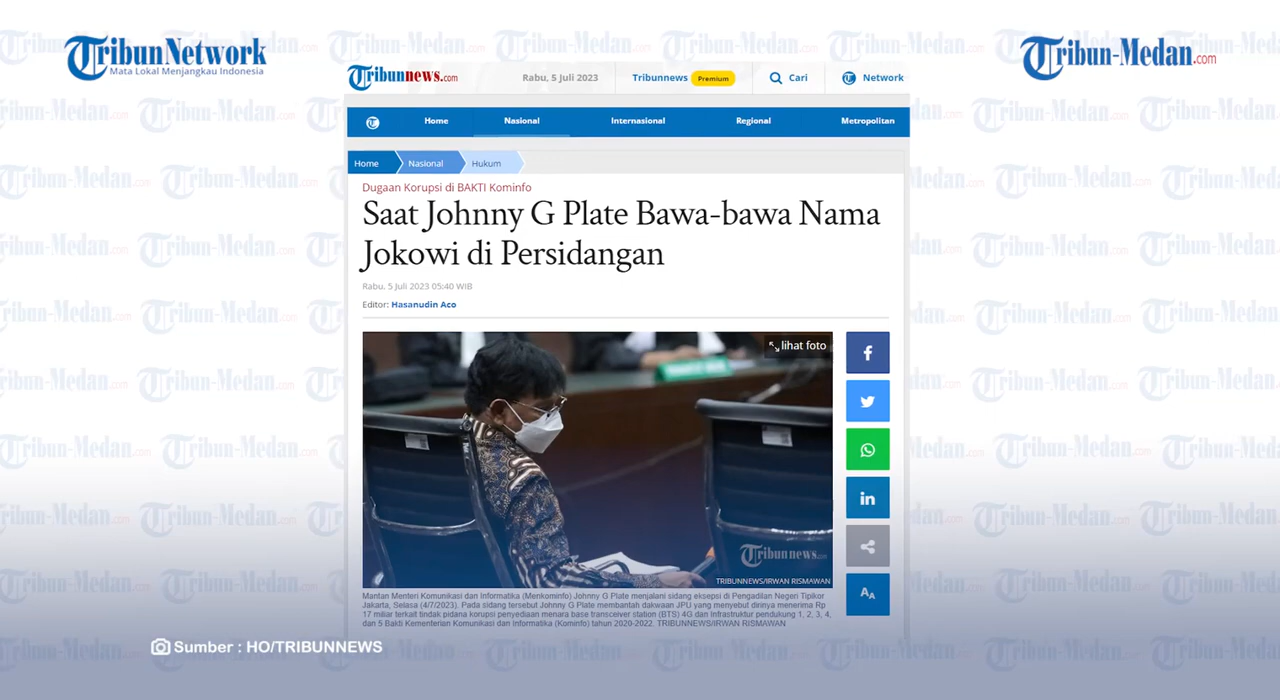 TribunNetwork
Mata Lokal Menjangkau Indonesia
Tribun-Medan.com
Tribunnews.com
Rabu, 5 Juli 2023
Tribunnews Premium
Cari
Network
Home
Nasional
Internasional
Regional
Metropolitan
Home
Nasional
Hukum
Dugaan Korupsi di BAKTI Kominfo
Saat Johnny G Plate Bawa-bawa Nama
Jokowi di Persidangan
Rabu, 5 Juli 2023 05:40 WIB
Editor: Hasanudin Aco
lihat foto
Tribunnews.com
TRIBUNNEWS/IRWAN RISMAWAN
Mantan Menteri Komunikasi dan Informatika (Menkominfo) Johnny G Plate menjalani sidang eksepsi di Pengadilan Negeri Tipikor
Jakarta, Selasa (4/7/2023). Pada sidang tersebut Johnny G Plate membantah dakwaan JPU yang menyebut dirinya menerima Rp
17 miliar terkait tindak pidana korupsi penyediaan menara base transceiver station (BTS) 4G dan infrastruktur pendukung 1, 2, 3, 4,
dan 5 Bakti Kementerian Komunikasi dan Informatika (Kominfo) tahun 2020-2022. TRIBUNNEWS/IRWAN RISMAWAN
Sumber : HO/TRIBUNNEWS